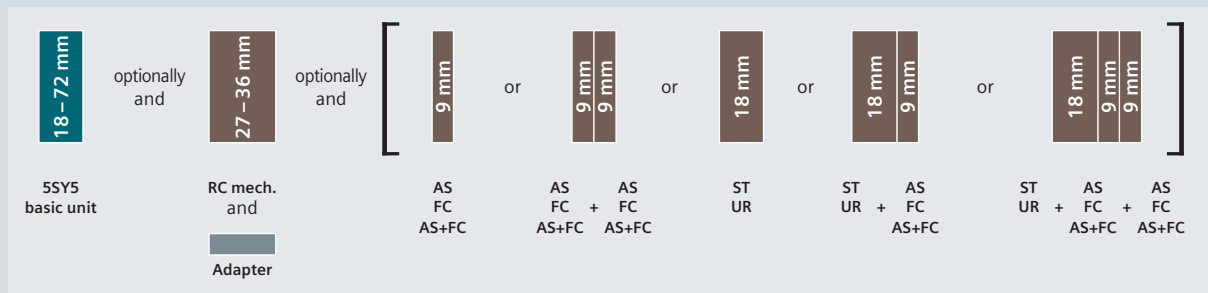 18–72 mm
optionally
and
27–36 mm
optionally
and
9 mm
or
9 mm
9 mm
or
18 mm
or
18 mm
9 mm
or
18 mm
9 mm
9 mm
5SY5
basic unit
RC mech.
and
Adapter
AS
FC
AS+FC
AS AS
FC + FC
AS+FC AS+FC
ST
UR
ST AS
UR + FC
AS+FC
ST AS AS
UR + FC + FC
AS+FC AS+FC